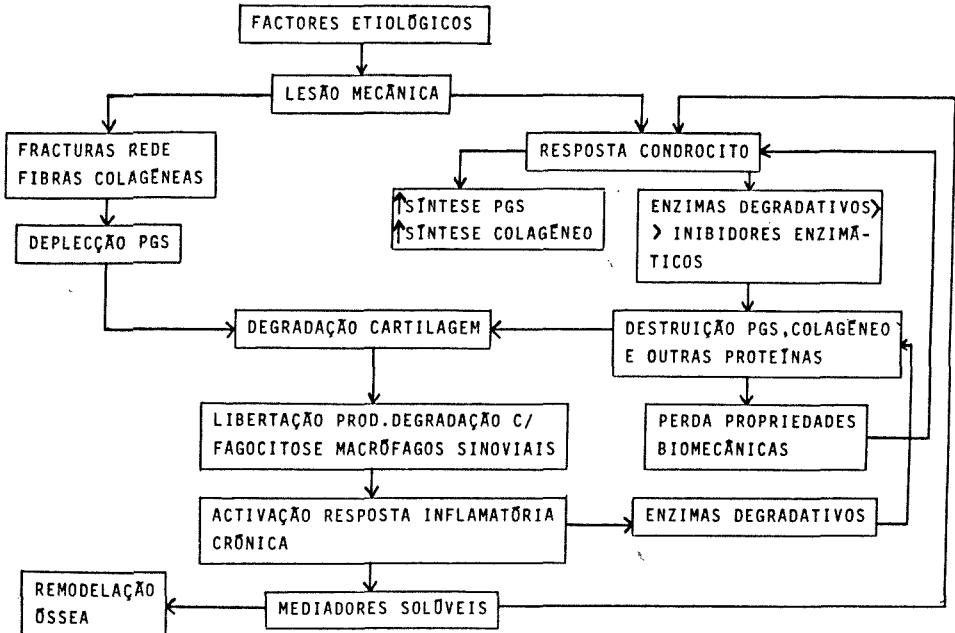 FACTORES ETIOLÓGICOS
LESÃO MECÂNICA
FRACTURAS REDE
FIBRAS COLAGÉNEAS
RESPOSTA CONDROCITO
↑SÍNTESE PGS
↑SÍNTESE COLAGÉNEO
ENZIMAS DEGRADATIVOS>
> INIBIDORES ENZIMÁ-
TICOS
DEPLECÇÃO PGS
DEGRADAÇÃO CARTILAGEM
DESTRUIÇÃO PGS,COLAGÉNEO
E OUTRAS PROTEÍNAS
LIBERTAÇÃO PROD.DEGRADAÇÃO C/
FAGOCITOSE MACRÓFAGOS SINOVIAIS
PERDA PROPRIEDADES
BIOMECÂNICAS
ACTIVAÇÃO RESPOSTA INFLAMATÓRIA
CRÓNICA
ENZIMAS DEGRADATIVOS
REMODELAÇÃO
ÓSSEA
MEDIADORES SOLÚVEIS